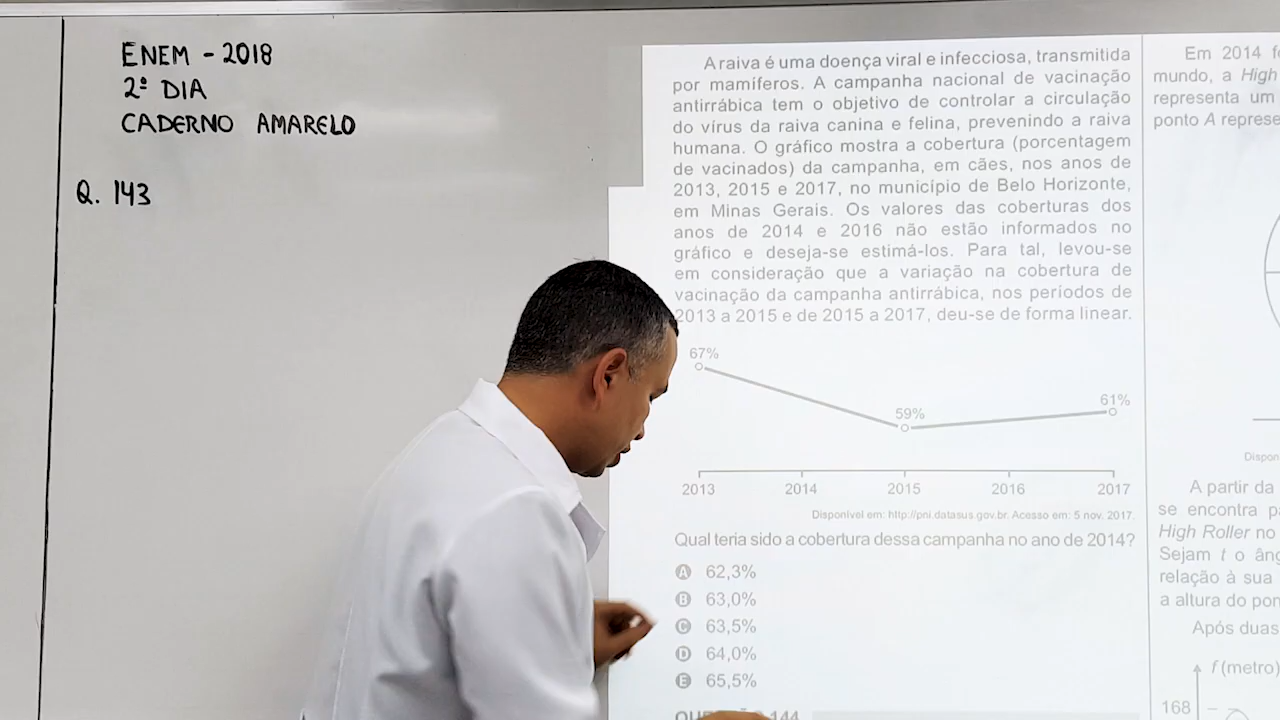 ENEM - 2018
2º DIA
CADERNO AMARELO
Q. 143
A raiva é uma doença viral e infecciosa, transmitida
por mamíferos. A campanha nacional de vacinação
antirrábica tem o objetivo de controlar a circulação
do vírus da raiva canina e felina, prevenindo a raiva
humana. O gráfico mostra a cobertura (porcentagem
de vacinados) da campanha, em cães, nos anos de
2013, 2015 e 2017, no município de Belo Horizonte,
em Minas Gerais. Os valores das coberturas dos
anos de 2014 e 2016 não estão informados no
gráfico e deseja-se estimá-los. Para tal, levou-se
em consideração que a variação na cobertura de
vacinação da campanha antirrábica, nos períodos de
2013 a 2015 e de 2015 a 2017, deu-se de forma linear.
67%
59%
61%
2013 2014 2015 2016 2017
Disponível em: http://pni.datasus.gov.br. Acesso em: 5 nov. 2017.
Qual teria sido a cobertura dessa campanha no ano de 2014?
A 62,3%
B 63,0%
C 63,5%
D 64,0%
E 65,5%
144
Em 2014 f
mundo, a High
representa um
ponto A represe
Dispon
A partir da
se encontra p
High Roller no
Sejam t o âng
relação à sua
a altura do pon
Após duas
f (metro)
168